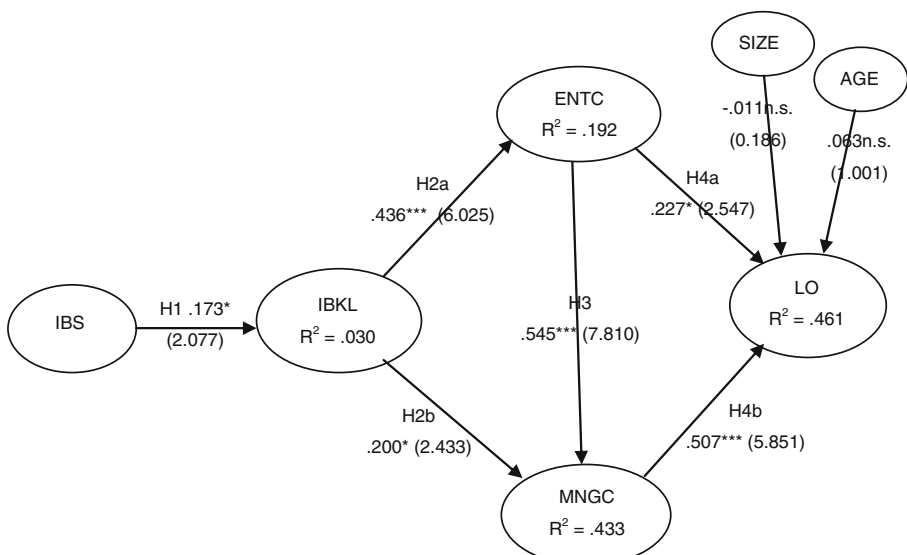 SIZE
AGE
ENTC
R² = .192
-.011n.s.
(0.186)
.063n.s.
(1.001)
H2a
.436*** (6.025)
H4a
.227* (2.547)
IBS
H1 .173*
(2.077)
IBKL
R² = .030
H3
.545*** (7.810)
LO
R² = .461
H2b
.200* (2.433)
H4b
.507*** (5.851)
MNGC
R² = .433